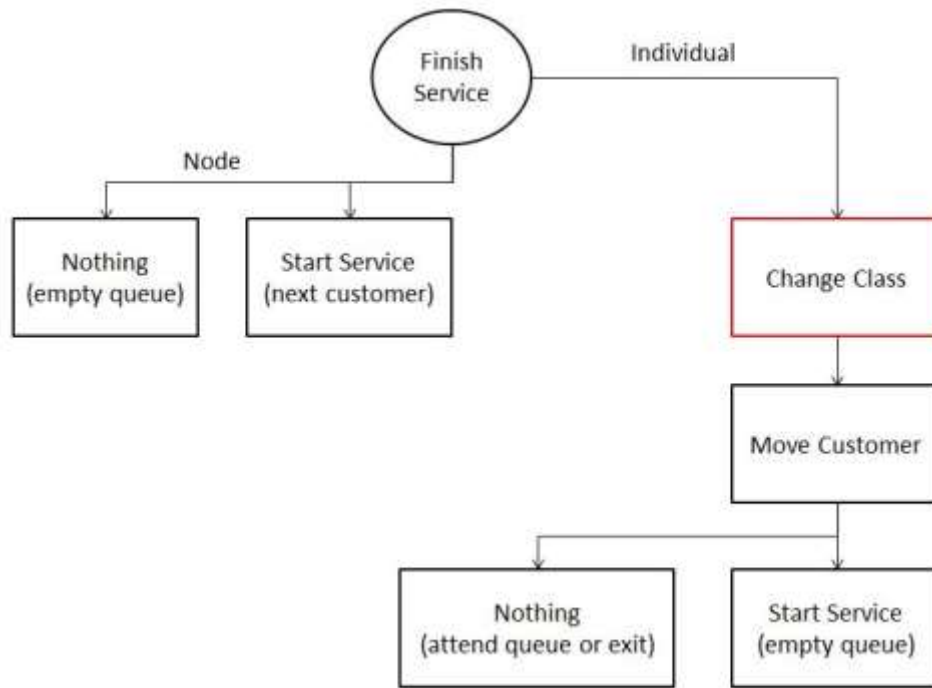 Finish
Service
Individual
Node
Nothing
(empty queue)
Start Service
(next customer)
Change Class
Move Customer
Nothing
(attend queue or exit)
Start Service
(empty queue)